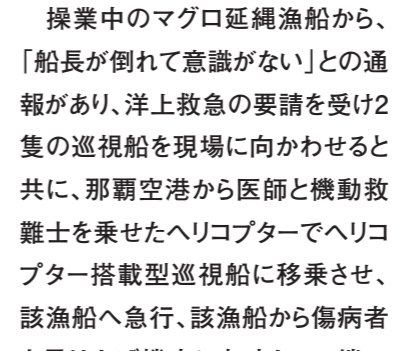 操業中のマグロ延縄漁船から、
「船長が倒れて意識がない」との通
報があり、洋上救急の要請を受け2
隻の巡視船を現場に向かわせると
共に、那覇空港から医師と機動救
難士を乗せたヘリコプターでヘリコ
プター搭載型巡視船に移乗させ、
該漁船へ急行、該漁船から傷病者